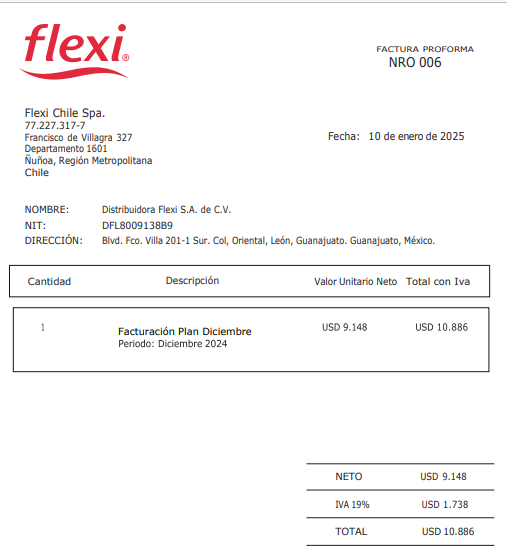 flexi®
FACTURA PROFORMA
NRO 006
Flexi Chile Spa.
77.227.317-7
Francisco de Villagra 327
Departamento 1601
Ñuñoa, Región Metropolitana
Chile
Fecha: 10 de enero de 2025
NOMBRE: Distribuidora Flexi S.A. de C.V.
NIT: DFL8009138B9
DIRECCIÓN: Blvd. Fco. Villa 201-1 Sur. Col, Oriental, León, Guanajuato. Guanajuato, México.
Cantidad Descripción Valor Unitario Neto Total con Iva
1 Facturación Plan Diciembre USD 9.148 USD 10.886
Periodo: Diciembre 2024
NETO USD 9.148
IVA 19% USD 1.738
TOTAL USD 10.886